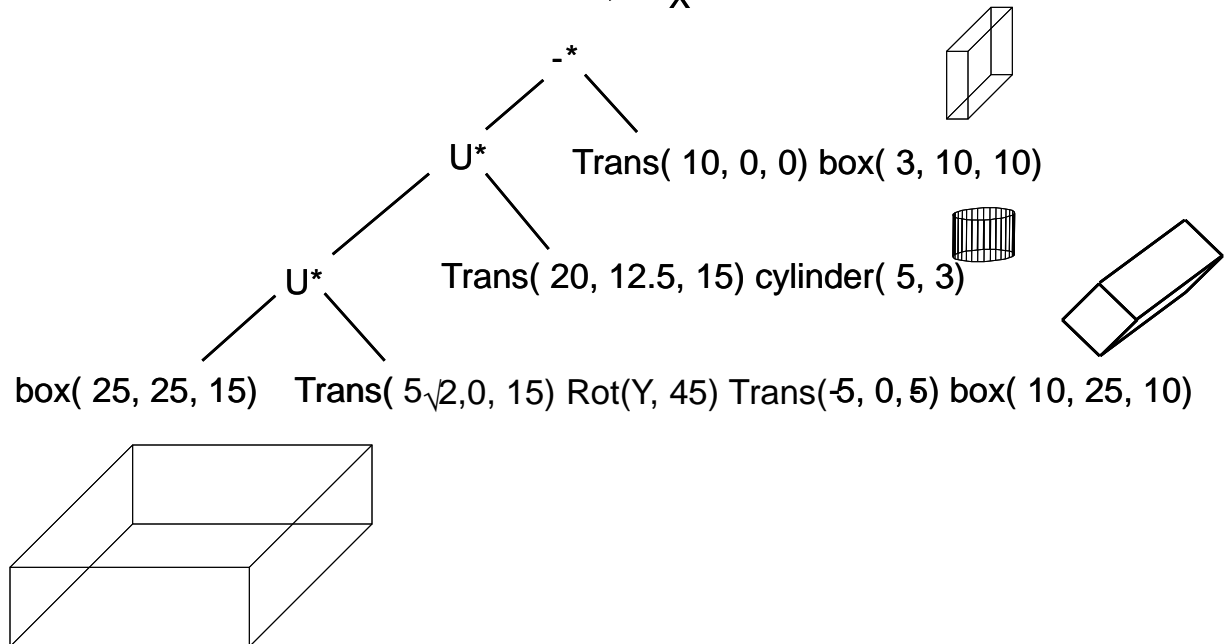 X
-*
U* Trans( 10, 0, 0) box( 3, 10, 10)
U* Trans( 20, 12.5, 15) cylinder( 5, 3)
box( 25, 25, 15) Trans( 5√2,0, 15) Rot(Y, 45) Trans(-5, 0, 5) box( 10, 25, 10)